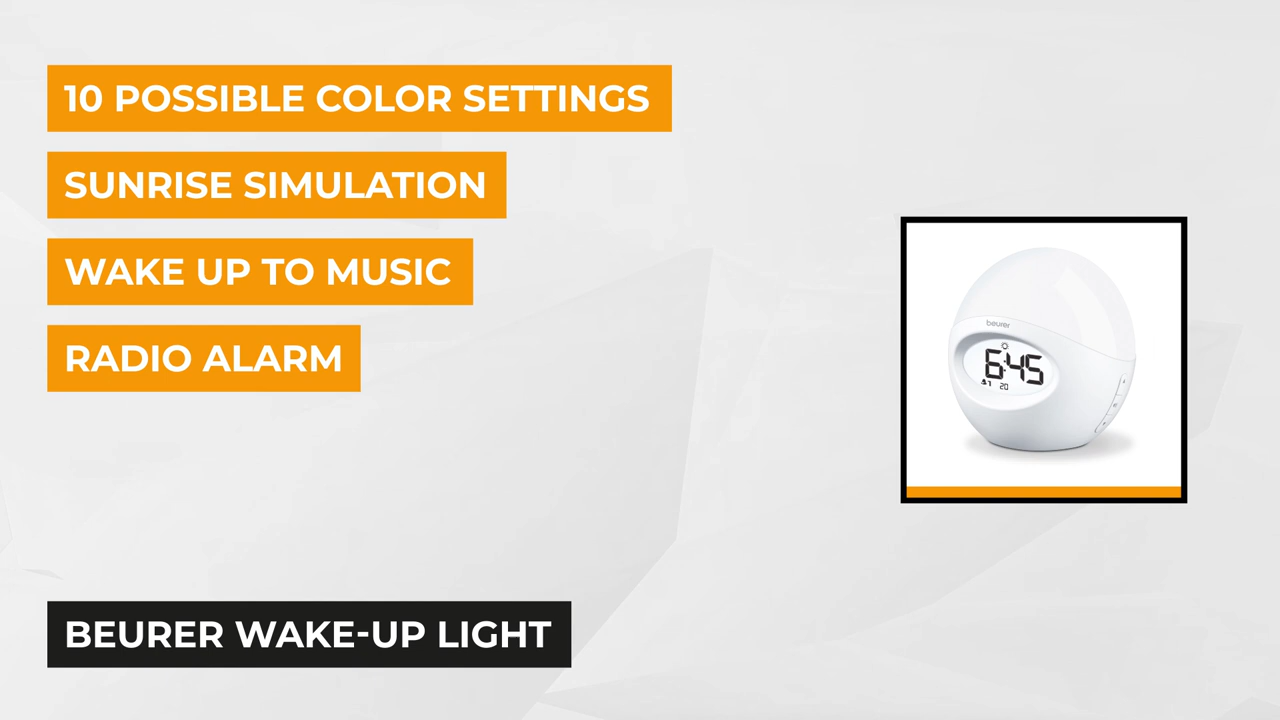 10 POSSIBLE COLOR SETTINGS
SUNRISE SIMULATION
WAKE UP TO MUSIC
RADIO ALARM
beurer
6:45
1 20
BEURER WAKE-UP LIGHT